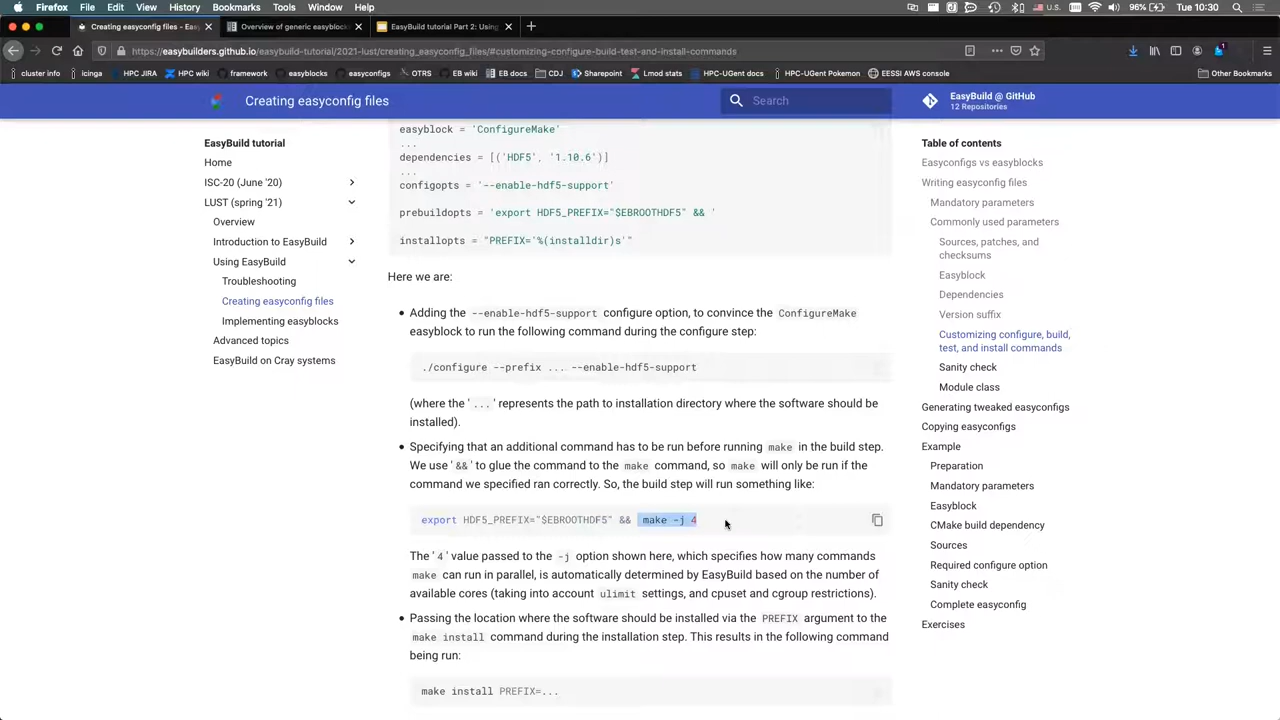 Firefox File Edit View History Bookmarks Tools Window Help
96% Tue 10:30
Creating easyconfig files - Easy
Overview of generic easyblocks
EasyBuild tutorial Part 2: Using
https://easybuilders.github.io/easybuild-tutorial/2021-lust/creating_easyconfig_files/#customizing-configure-build-test-and-install-commands
cluster info icinga HPC JIRA HPC wiki framework easyblocks easyconfigs OTRS EB wiki EB docs CDJ Sharepoint Lmod stats HPC-UGent docs HPC-UGent Pokemon EESSI AWS console Other Bookmarks
Creating easyconfig files
Search
EasyBuild @ GitHub
12 Repositories
EasyBuild tutorial
Home
ISC-20 (June '20)
LUST (spring '21)
Overview
Introduction to EasyBuild
Using EasyBuild
Troubleshooting
Creating easyconfig files
Implementing easyblocks
Advanced topics
EasyBuild on Cray systems
easyblock = 'ConfigureMake'
...
dependencies = [('HDF5', '1.10.6')]
...
configopts = '--enable-hdf5-support'
prebuildopts = 'export HDF5_PREFIX="$EBROOTHDF5" && '
installopts = "PREFIX='%(installdir)s'"
Here we are:
• Adding the --enable-hdf5-support configure option, to convince the ConfigureMake
easyblock to run the following command during the configure step:
./configure --prefix ... --enable-hdf5-support
(where the '...' represents the path to installation directory where the software should be
installed).
• Specifying that an additional command has to be run before running make in the build step.
We use '&&' to glue the command to the make command, so make will only be run if the
command we specified ran correctly. So, the build step will run something like:
export HDF5_PREFIX="$EBROOTHDF5" && make -j 4
The '4' value passed to the -j option shown here, which specifies how many commands
make can run in parallel, is automatically determined by EasyBuild based on the number of
available cores (taking into account ulimit settings, and cpuset and cgroup restrictions).
• Passing the location where the software should be installed via the PREFIX argument to the
make install command during the installation step. This results in the following command
being run:
make install PREFIX=...
Table of contents
Easyconfigs vs easyblocks
Writing easyconfig files
Mandatory parameters
Commonly used parameters
Sources, patches, and
checksums
Easyblock
Dependencies
Version suffix
Customizing configure, build,
test, and install commands
Sanity check
Module class
Generating tweaked easyconfigs
Copying easyconfigs
Example
Preparation
Mandatory parameters
Easyblock
CMake build dependency
Sources
Required configure option
Sanity check
Complete easyconfig
Exercises